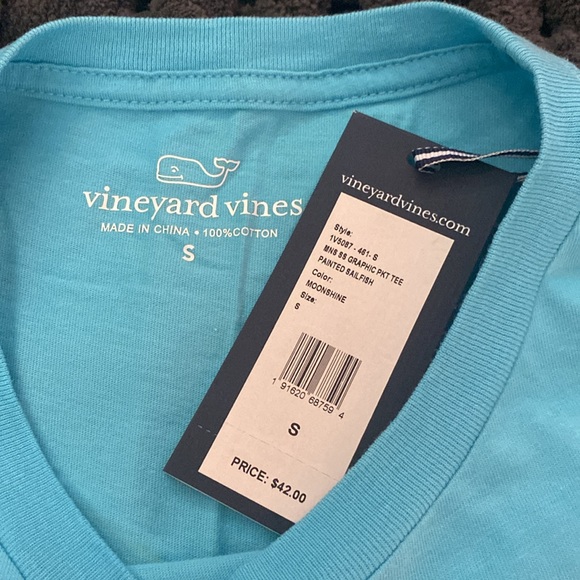 vineyard vines
MADE IN CHINA • 100%COTTON
S
vineyardvines.com
Style:
1V5087 - 461- S
MNS SS GRAPHIC PKT TEE
PAINTED SAILFISH
Color:
MOONSHINE
Size:
S
1 91620 68759 4
S
PRICE: $42.00